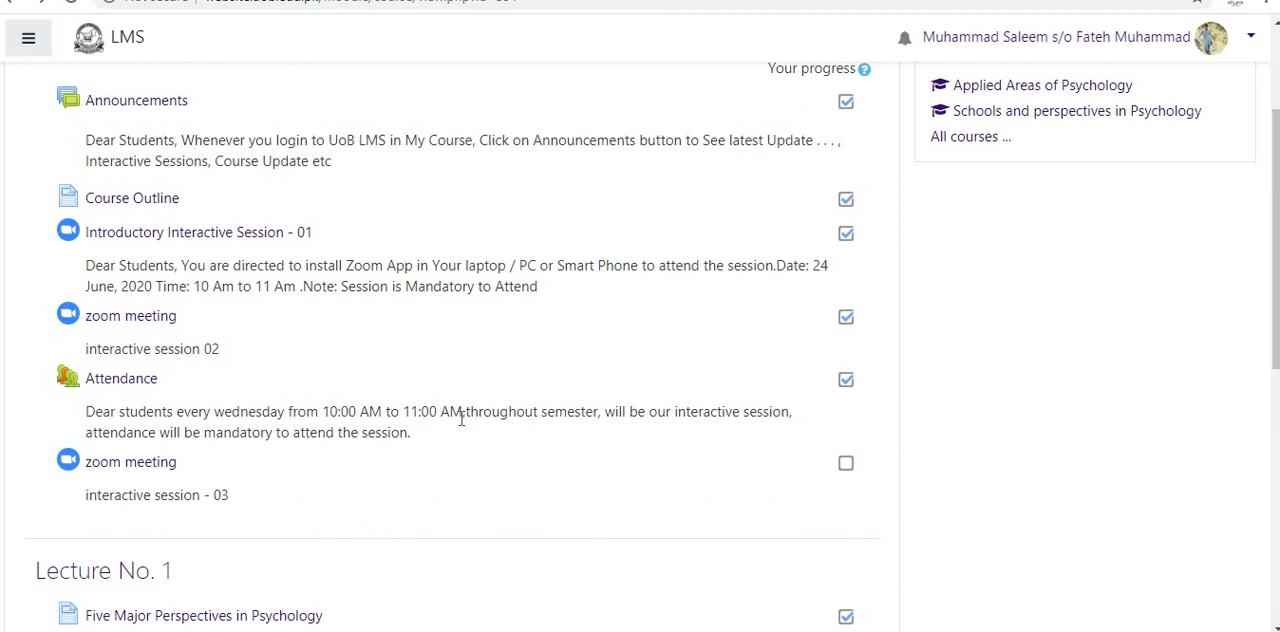 LMS
Muhammad Saleem s/o Fateh Muhammad
Your progress
Announcements
Dear Students, Whenever you login to UoB LMS in My Course, Click on Announcements button to See latest Update . . . ,
Interactive Sessions, Course Update etc
Course Outline
Introductory Interactive Session - 01
Dear Students, You are directed to install Zoom App in Your laptop / PC or Smart Phone to attend the session.Date: 24
June, 2020 Time: 10 Am to 11 Am .Note: Session is Mandatory to Attend
zoom meeting
interactive session 02
Attendance
Dear students every wednesday from 10:00 AM to 11:00 AM throughout semester, will be our interactive session,
attendance will be mandatory to attend the session.
zoom meeting
interactive session - 03
Lecture No. 1
Five Major Perspectives in Psychology
Applied Areas of Psychology
Schools and perspectives in Psychology
All courses ...